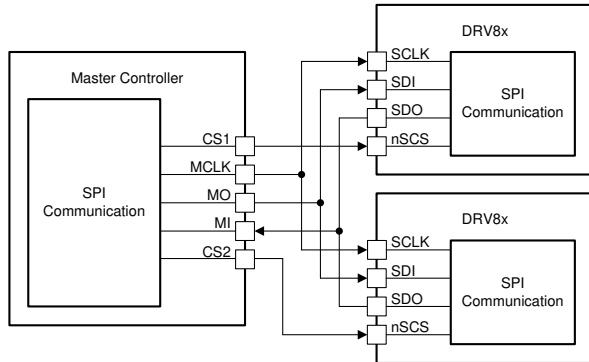 Master Controller
SPI
Communication
CS1
MCLK
MO
MI
CS2
DRV8x
SCLK
SDI
SDO
nSCS
SPI
Communication
DRV8x
SCLK
SDI
SDO
nSCS
SPI
Communication